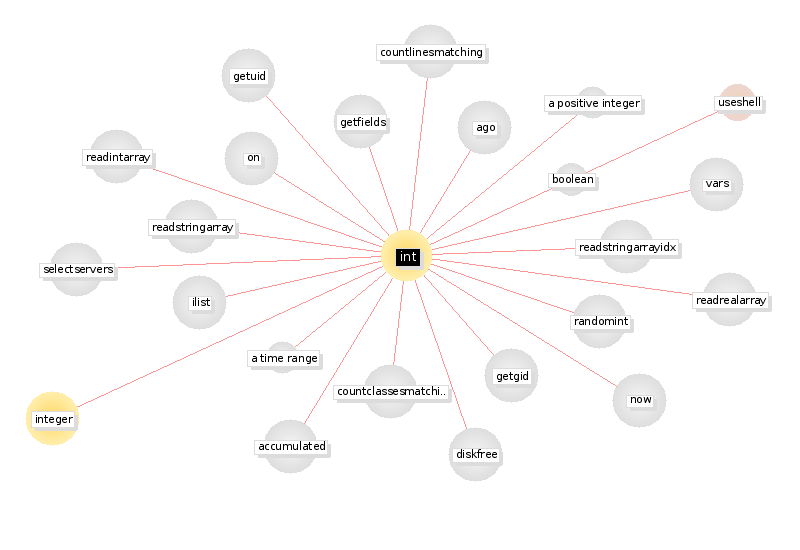 countlinesmatching
getuid
useshell
a positive integer
getfields
ago
readintarray
on
boolean
vars
readstringarray
readstringarrayidx
int
selectservers
ilist
readrealarray
randomint
a time range
getgid
countclassesmatchi..
now
integer
accumulated
diskfree